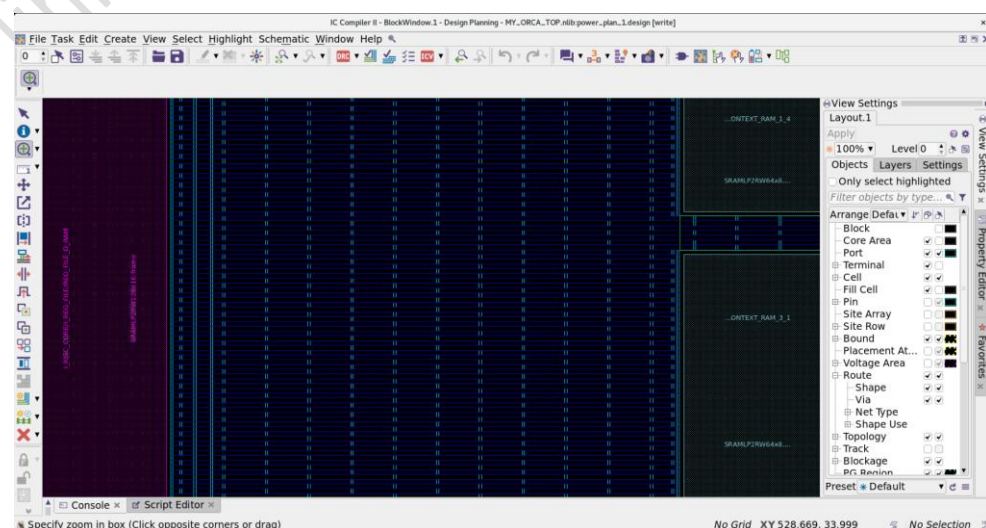 IC Compiler II - BlockWindow.1 - Design Planning - MY_ORCA_TOP.nlib:power_plan_1.design [write]
File Task Edit Create View Select Highlight Schematic Window Help
0
...ONTEXT_RAM_1_4
SRAMLP2RW64x8...
...ONTEXT_RAM_3_1
SRAMLP2RW64x8...
View Settings
Layout.1
Apply
100% Level 0
Objects Layers Settings
Only select highlighted
Filter objects by type...
Arrange Defau
Block
Core Area
Port
Terminal
Cell
Fill Cell
Pin
Site Array
Site Row
Bound
Placement At...
Voltage Area
Route
Shape
Via
Net Type
Shape Use
Topology
Track
Blockage
PG Region
Preset Default
View Settings
Property Editor
Favorites
Console × Script Editor ×
Specify zoom in box (Click opposite corners or drag)
No Grid XY 528.669, 33.999 No Selection